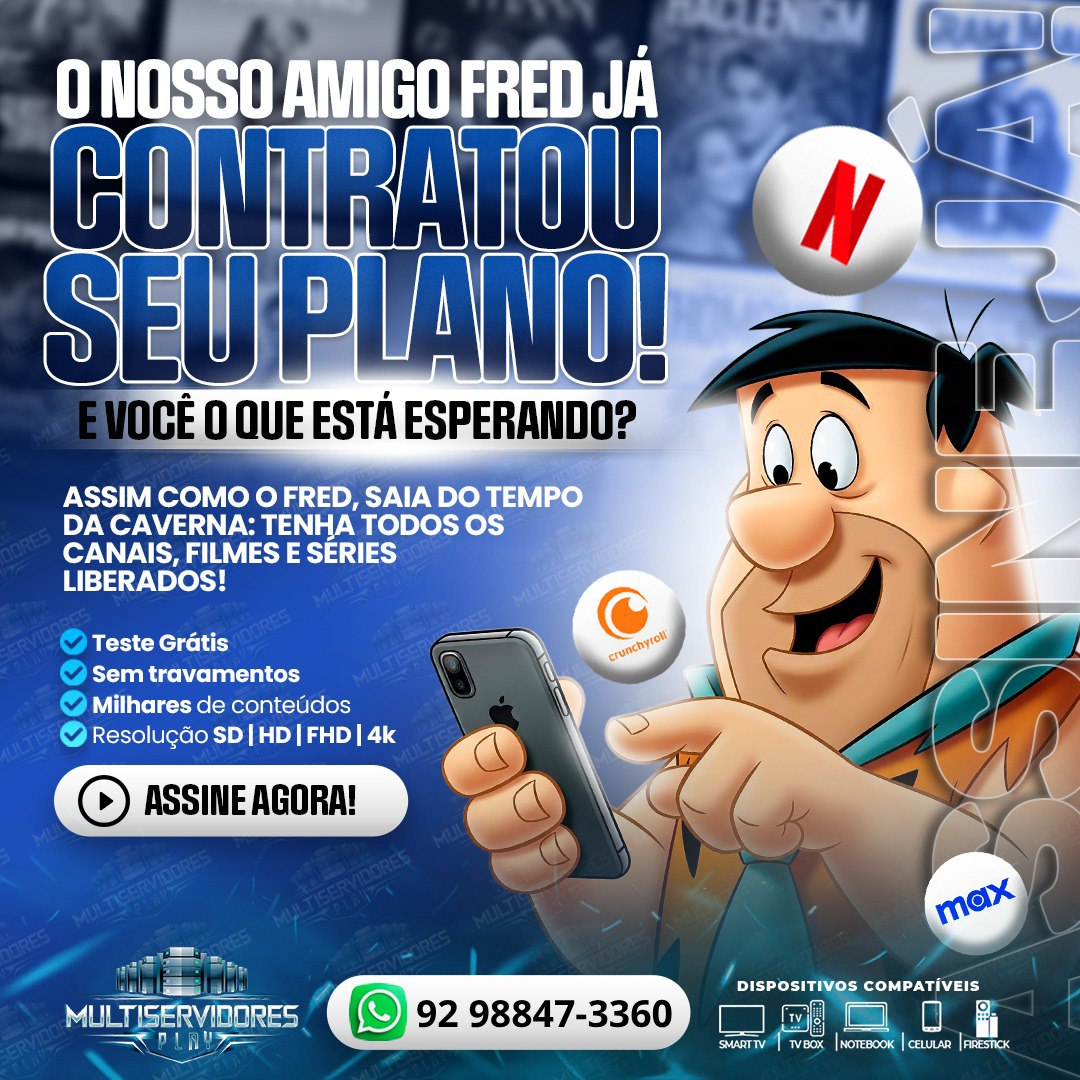 O NOSSO AMIGO FRED JÁ
CONTRATOU
SEU PLANO!
E VOCÊ O QUE ESTÁ ESPERANDO?
ASSIM COMO O FRED, SAIA DO TEMPO
DA CAVERNA: TENHA TODOS OS
CANAIS, FILMES E SÉRIES
LIBERADOS!
Teste Grátis
Sem travamentos
Milhares de conteúdos
Resolução SD | HD | FHD | 4k
ASSINE AGORA!
N
crunchyroll
max
ASSINE JÁ!
MULTISERVIDORES
PLAY
92 98847-3360
DISPOSITIVOS COMPATÍVEIS
TV
SMART TV | TV BOX | NOTEBOOK | CELULAR | FIRESTICK